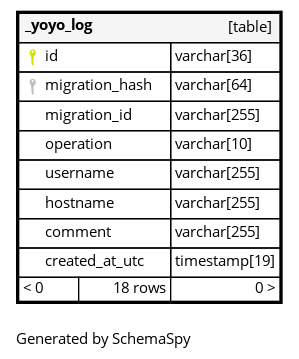 _yoyo_log [table]
id varchar[36]
migration_hash varchar[64]
migration_id varchar[255]
operation varchar[10]
username varchar[255]
hostname varchar[255]
comment varchar[255]
created_at_utc timestamp[19]
< 0 18 rows 0 >
Generated by SchemaSpy